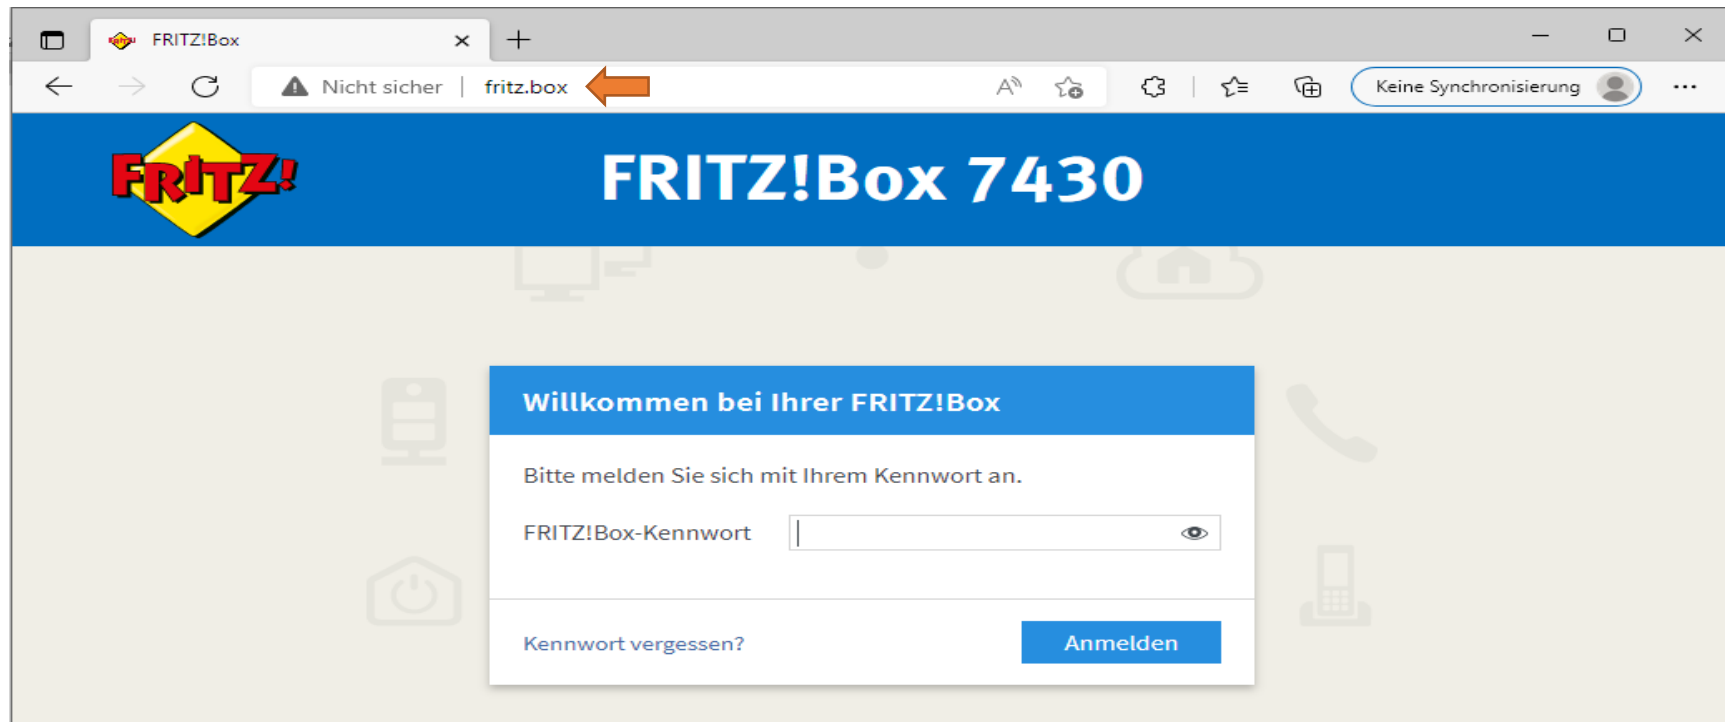 FRITZ!Box
Nicht sicher | fritz.box
Keine Synchronisierung
FRITZ!
FRITZ!Box 7430
Willkommen bei Ihrer FRITZ!Box
Bitte melden Sie sich mit Ihrem Kennwort an.
FRITZ!Box-Kennwort
Kennwort vergessen?
Anmelden